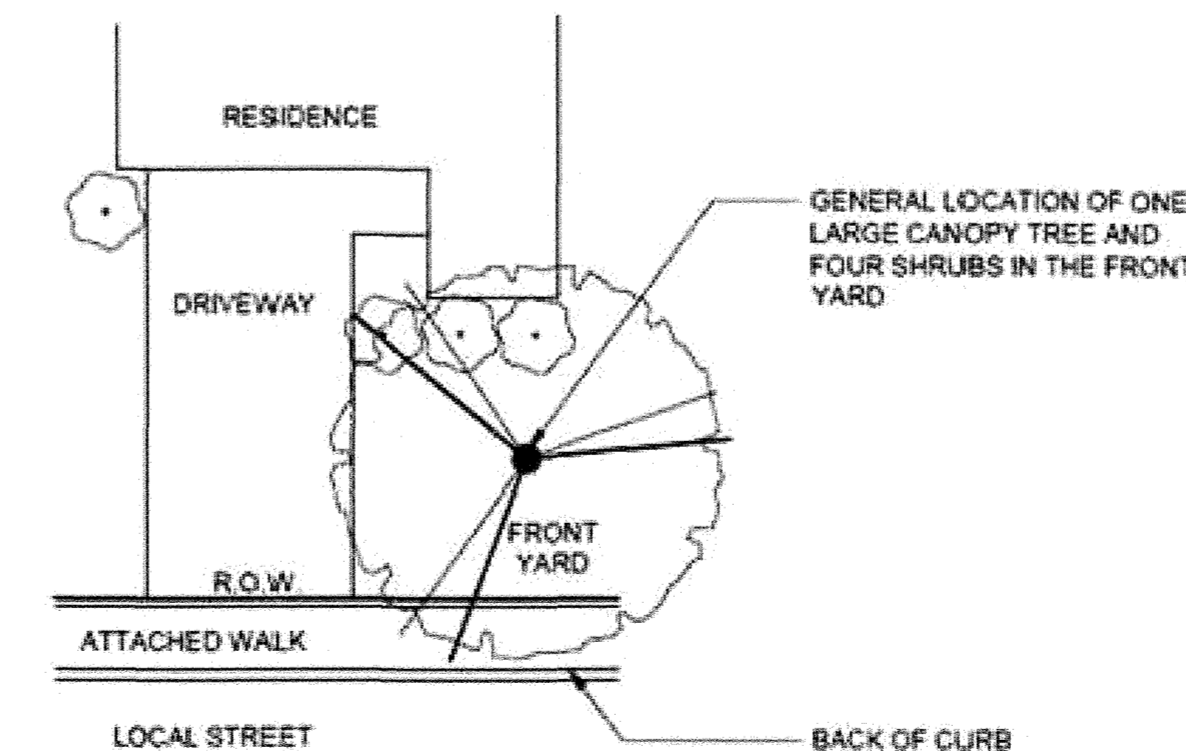 RESIDENCE
GENERAL LOCATION OF ONE
LARGE CANOPY TREE AND
FOUR SHRUBS IN THE FRONT
YARD
DRIVEWAY
FRONT
YARD
R.O.W.
ATTACHED WALK
LOCAL STREET
BACK OF CURB